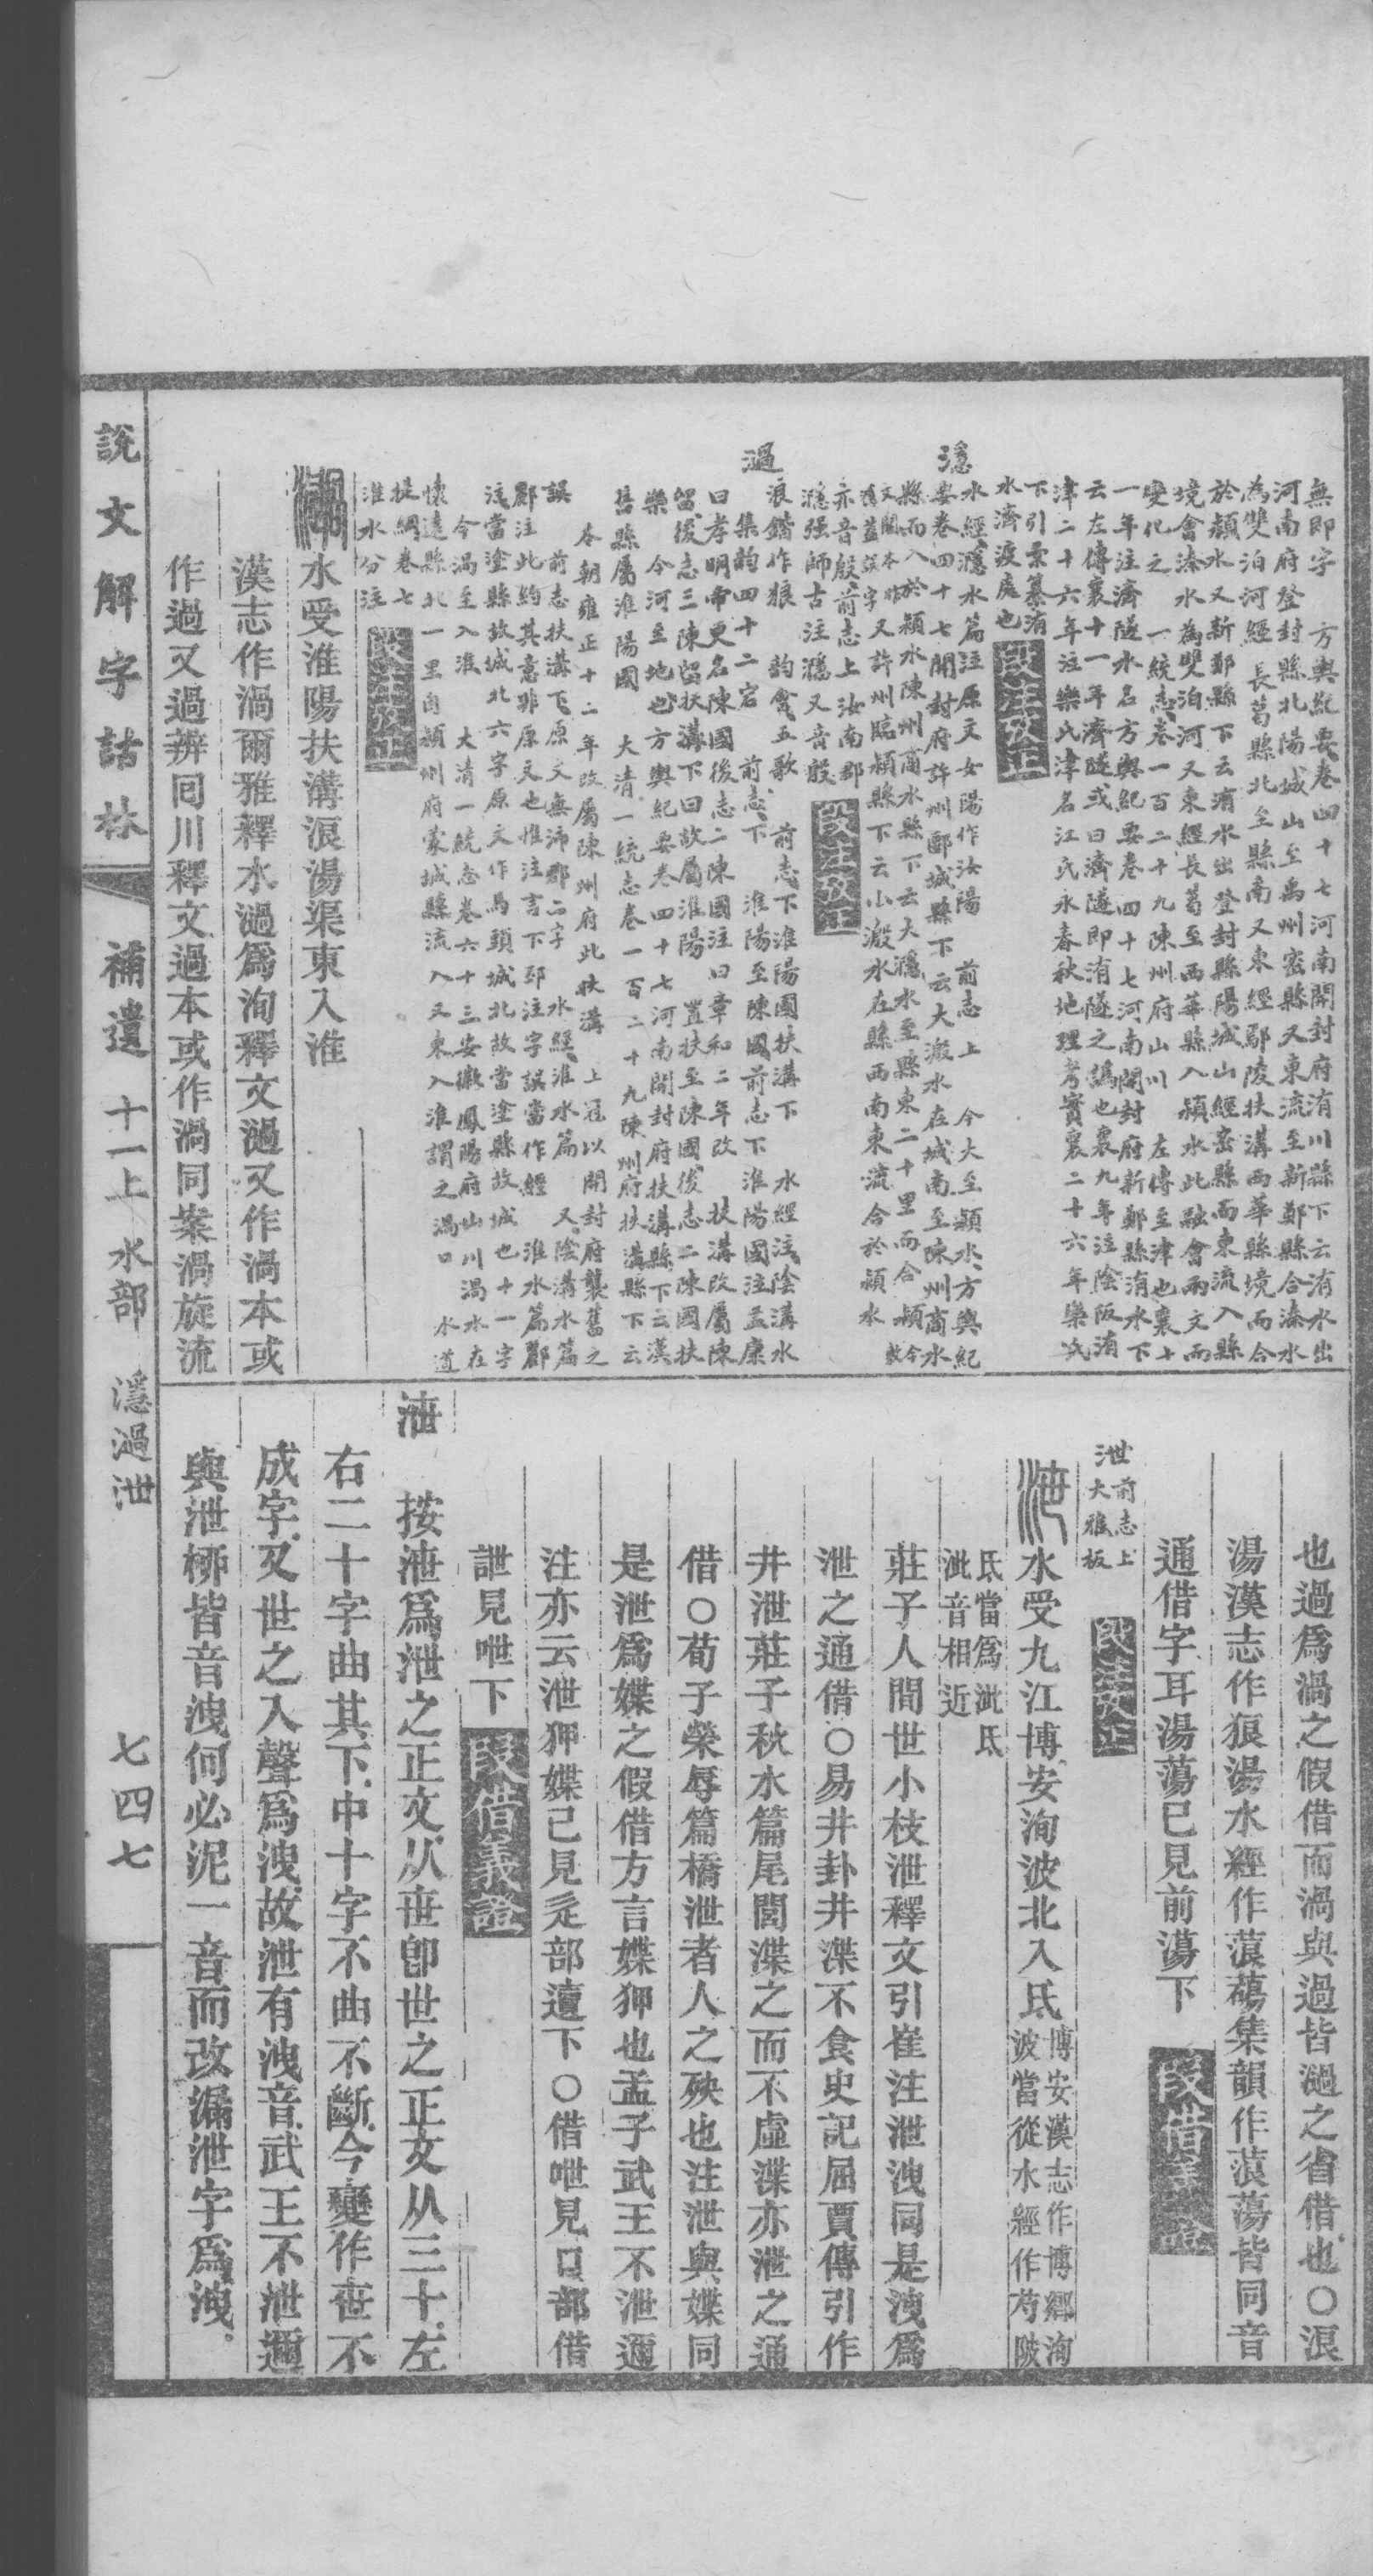 無即字　方輿紀要卷四十七河南開封府洧川縣下云洧水出
河南府登封縣北陽城山至禹州密縣又東流至新鄭縣合溱水
為雙泊河經長葛縣北至縣南又東經鄢陵扶溝西華縣境而合
於潁水又新鄭縣下云洧水出登封縣陽城山經密縣而東流入縣
境會溱水為雙泊河又東經長葛至西華縣入潁水此融會兩文而
變化之　一統志卷一百二十九陳州府山川　左傳至津也襄十
一年注濟隧水名方輿紀要卷四十七河南開封府新鄭縣洧水下
云左傳襄十一年濟隧或曰濟隧即洧隧之譌也襄九年注陰阪洧
津二十六年注樂氏津名江氏永春秋地理考實襄二十六年樂氏
下引彙纂洧
水濟渡處也
段注攷正
濦
水經濦水篇注原文女陽作汝陽　前志上　今大至潁水方輿紀
要卷四十七開封府許州郾城縣下云大溵水在城南至陳州商水
縣而入於潁水陳州商水縣下云大濦水至縣東二十里而合潁
又許州臨潁縣下云小溵水在縣西南東流合於潁水
亦音殷前志上汝南郡
濦强師古注濦又音殷
段注攷正
濄
浪鍇作狼　韵會五歌　前志下淮陽國扶溝下　水經注陰溝水
集韵四十二宕　前志下　淮陽至陳國前志下淮陽國注孟康
曰孝明帝更名陳國後志二陳國注曰章和二年改　扶溝改屬陳
留後志三陳留扶溝下曰故屬淮陽　置扶至陳國後志二陳國扶
樂　今河至地也方輿紀要卷四十七河南開封府扶溝縣下云漢
舊縣屬淮陽國　大清一統志卷一百二十九陳州府扶溝縣下云
本朝雍正十二年改屬陳州府此扶溝上冠以開封府襲舊之
誤　前志扶溝下原文無沛郡二字　水經淮水篇　又陰溝水篇
酈注此約其意非原文也惟注言下邳注字誤當作經　淮水篇酈
注當塗縣故城北六字原文作馬頭城北故當塗縣故城也十一字
今渦至入淮　大清一統志卷六十三安徽鳳陽府山川渦水在
懷遠縣北一里自潁州府蒙城縣流入又東入淮謂之渦口　水道
提綱卷七
淮水分注
段注攷正
水受淮陽扶溝浪湯渠東入淮
漢志作渦爾雅釋水濄爲洵釋文濄又作渦本或
作過又過辨囘川釋文過本或作渦同案渦旋流
也過爲渦之假借而渦與過皆濄之省借也〇浪
湯漢志作狼湯水經作蒗𦿆集韻作蒗蕩皆同音
通借字耳湯蕩已見前蕩下
段借義證
泄
前志上
大雅板
段注攷正
水受九江博安洵波北入氐
博安漢志作博鄉洵
波當從水經作芍陂
氐當爲泚氐
泚音相近
莊子人間世小枝泄釋文引崔注泄洩同是洩爲
泄之通借〇易井卦井渫不食史記屈賈傳引作
井泄莊子秋水篇尾閭渫之而不虛渫亦泄之通
借〇荀子榮辱篇橋泄者人之殃也注泄與媟同
是泄爲媟之假借方言媟狎也孟子武王不泄邇
注亦云泄狎媟已見辵部邅下〇借呭見口部借
詍見呭下
段借義證
按泄爲泄之正文从丗卽世之正文从三十左
右二十字曲其下中十字不曲不斷今變作丗不
成字又世之入聲爲洩故泄有洩音武王不泄邇
與泄柳皆音洩何必泥一音而改漏泄字爲洩
說文解字詁林
補遺
十一上
水部
濦濄泄
七四七